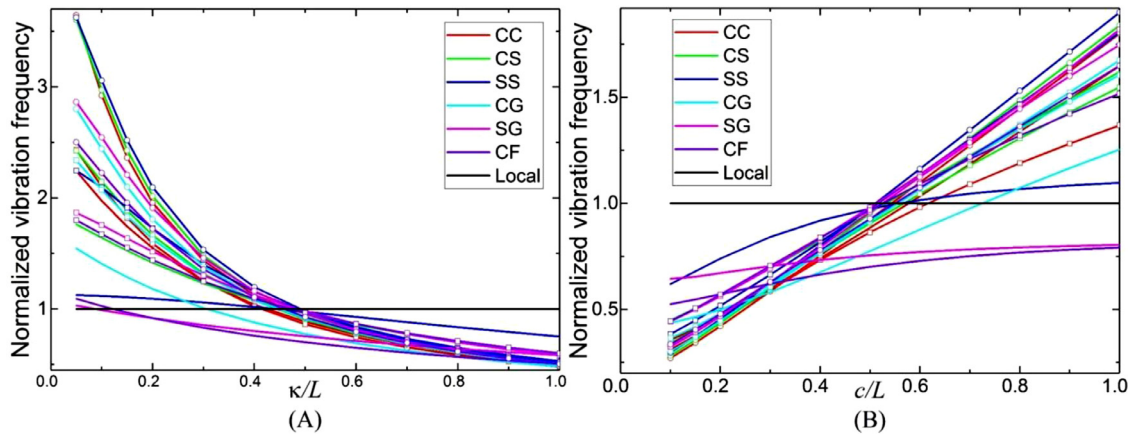 Normalized vibration frequency
3
2
1
0.0 0.2 0.4 0.6 0.8 1.0
κ/L
CC
CS
SS
CG
SG
CF
Local
(A)
Normalized vibration frequency
1.5
1.0
0.5
0.0 0.2 0.4 0.6 0.8 1.0
c/L
CC
CS
SS
CG
SG
CF
Local
(B)